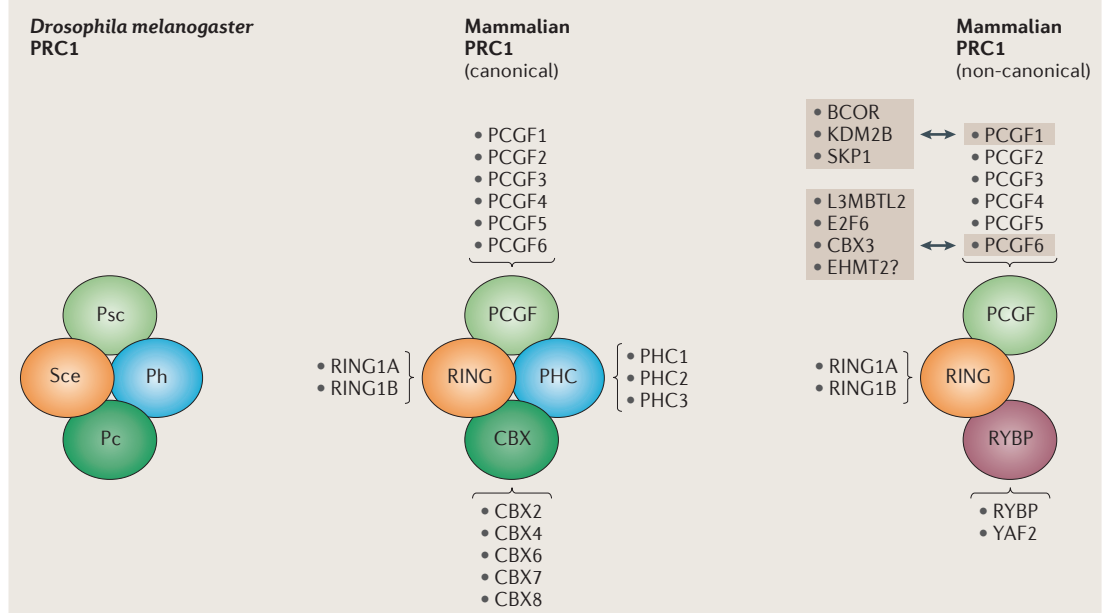 Drosophila melanogaster
PRC1
Psc
Sce
Ph
Pc
Mammalian
PRC1
(canonical)
• PCGF1
• PCGF2
• PCGF3
• PCGF4
• PCGF5
• PCGF6
PCGF
• RING1A
• RING1B
RING
PHC
• PHC1
• PHC2
• PHC3
CBX
• CBX2
• CBX4
• CBX6
• CBX7
• CBX8
Mammalian
PRC1
(non-canonical)
• BCOR
• KDM2B
• SKP1
• L3MBTL2
• E2F6
• CBX3
• EHMT2?
• PCGF1
• PCGF2
• PCGF3
• PCGF4
• PCGF5
• PCGF6
PCGF
• RING1A
• RING1B
RING
RYBP
• RYBP
• YAF2